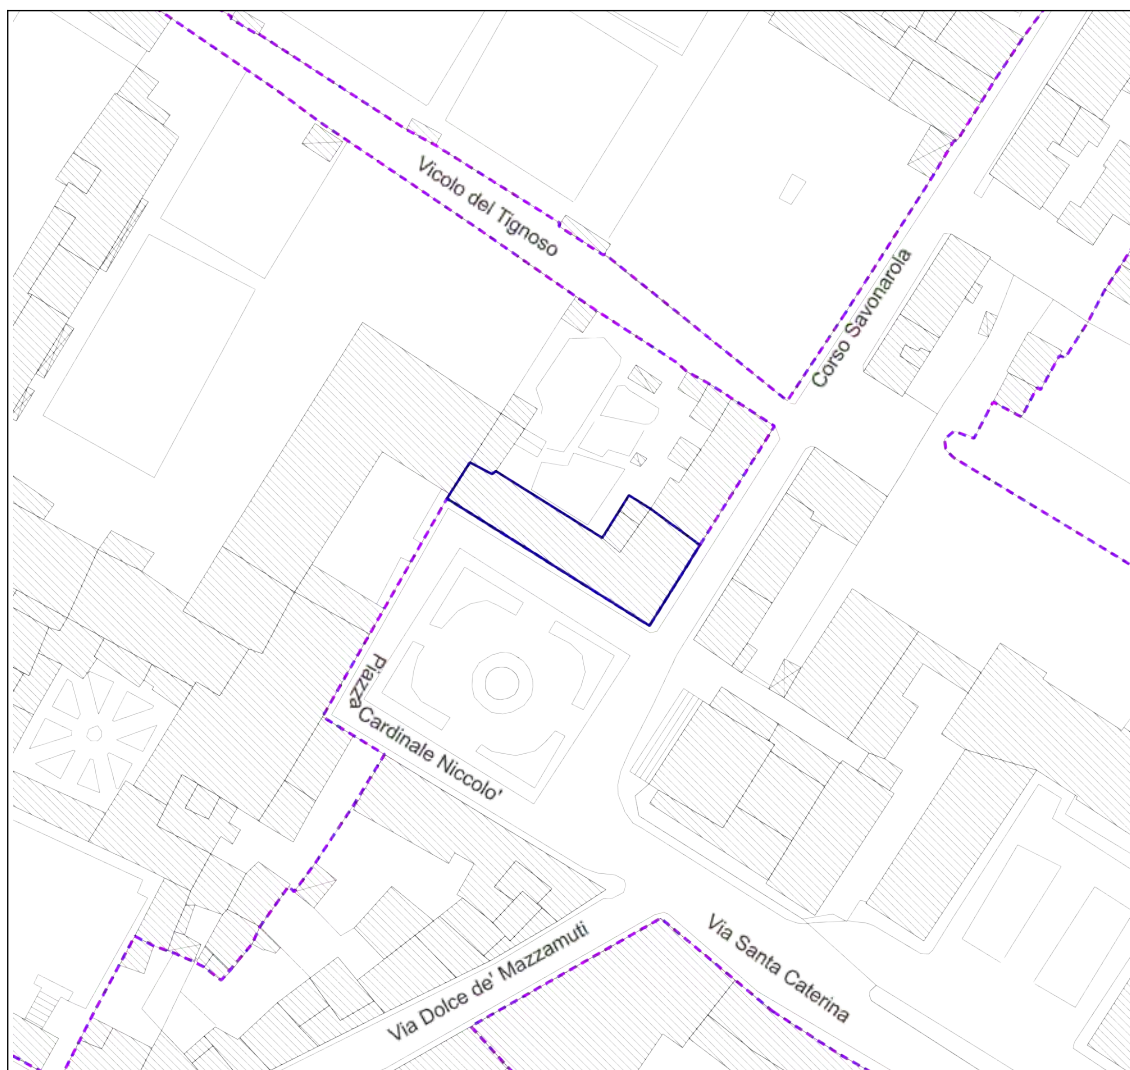 Vicolo del Tignoso
Corso Savonarola
Piazza
Cardinale Niccolo'
Via Dolce de' Mazzamuti
Via Santa Caterina